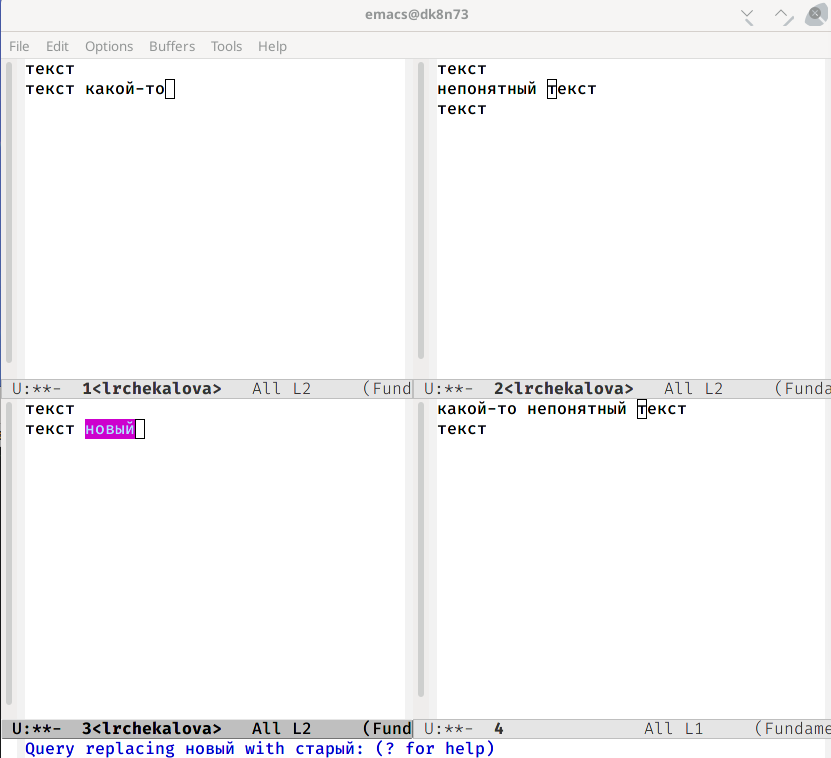 emacs@dk8n73
File Edit Options Buffers Tools Help
текст
текст какой-то
U:**- 1<lrchekalova> All L2 (Fund
текст
непонятный текст
текст
U:**- 2<lrchekalova> All L2 (Funda
текст
текст новый
U:**- 3<lrchekalova> All L2 (Fund
какой-то непонятный текст
текст
U:**- 4 All L1 (Fundame
Query replacing новый with старый: (? for help)